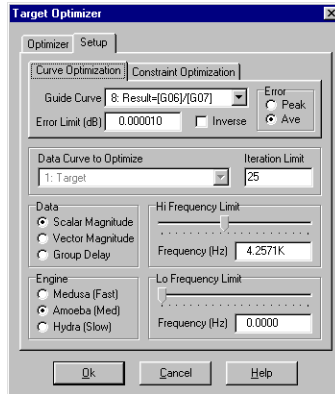 Target Optimizer
Optimizer Setup
Curve Optimization Constraint Optimization
Guide Curve 8: Result=[G06]/[G07]
Error
Peak
Error Limit (dB) 0.000010 Inverse
Ave
Data Curve to Optimize Iteration Limit
1: Target 25
Data Hi Frequency Limit
Scalar Magnitude
Vector Magnitude
Group Delay Frequency (Hz) 4.2571K
Engine Lo Frequency Limit
Medusa (Fast)
Amoeba (Med)
Hydra (Slow) Frequency (Hz) 0.0000
Ok Cancel Help